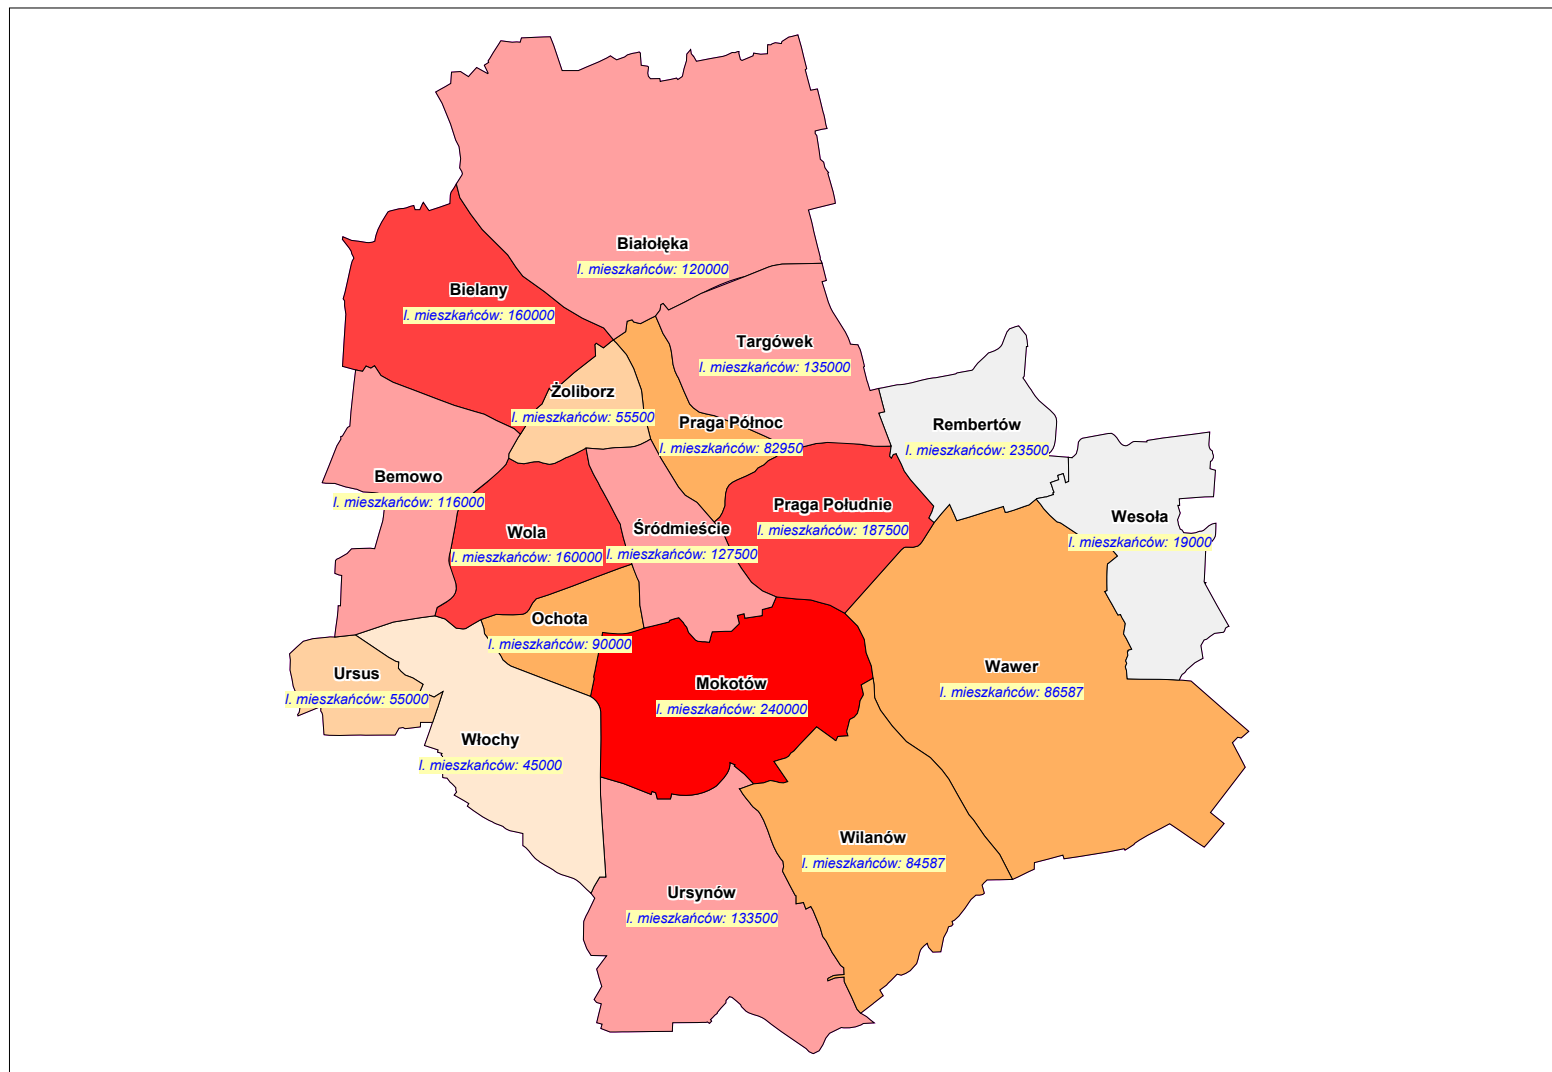 Białołęka
l. mieszkańców: 120000
Bielany
l. mieszkańców: 160000
Targówek
l. mieszkańców: 135000
Żoliborz
l. mieszkańców: 55500
Praga Północ
l. mieszkańców: 82950
Rembertów
l. mieszkańców: 23500
Bemowo
l. mieszkańców: 116000
Praga Południe
l. mieszkańców: 187500
Wesoła
l. mieszkańców: 19000
Wola
l. mieszkańców: 160000
Śródmieście
l. mieszkańców: 127500
Ochota
l. mieszkańców: 90000
Wawer
l. mieszkańców: 86587
Ursus
l. mieszkańców: 55000
Mokotów
l. mieszkańców: 240000
Włochy
l. mieszkańców: 45000
Wilanów
l. mieszkańców: 84587
Ursynów
l. mieszkańców: 133500